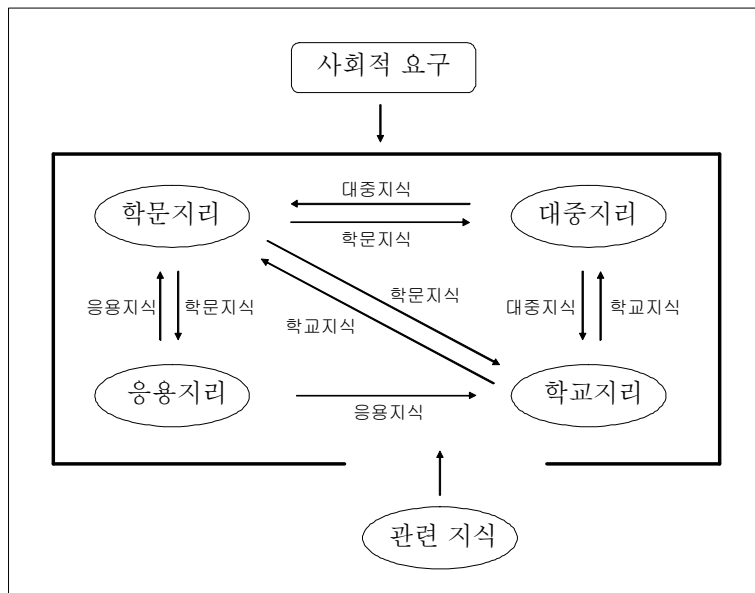 사회적 요구
대중지식
학문지리
대중지리
학문지식
학문지식
응용지식
학문지식
대중지식
학교지식
학교지식
응용지리
학교지리
응용지식
관련 지식